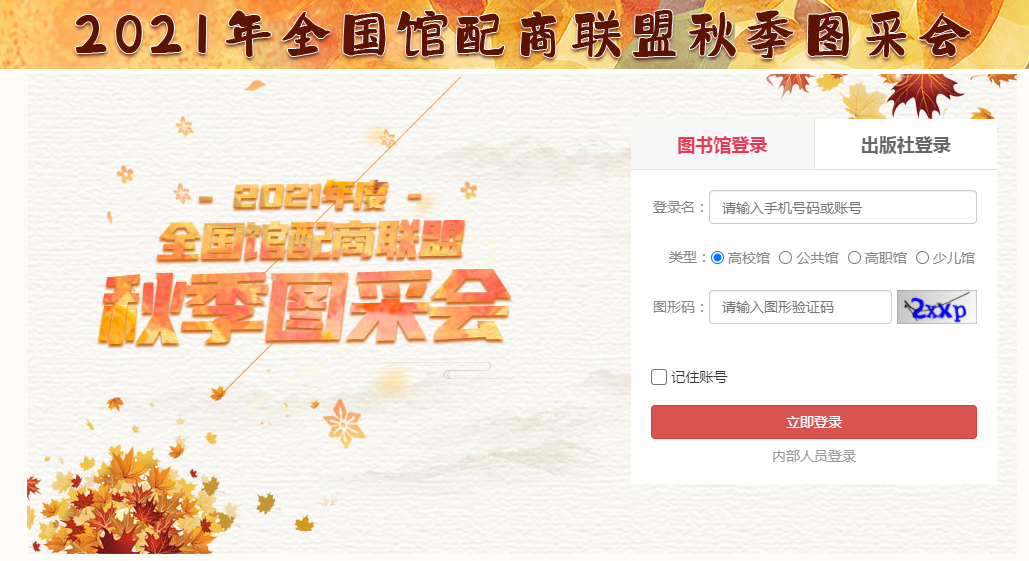 2021年全国馆配商联盟秋季图采会
- 2021年度 -
全国馆配商联盟
秋季图采会
图书馆登录 出版社登录
登录名： 请输入手机号码或账号
类型： 高校馆 公共馆 高职馆 少儿馆
图形码： 请输入图形验证码 2xxp
记住账号
立即登录
内部人员登录